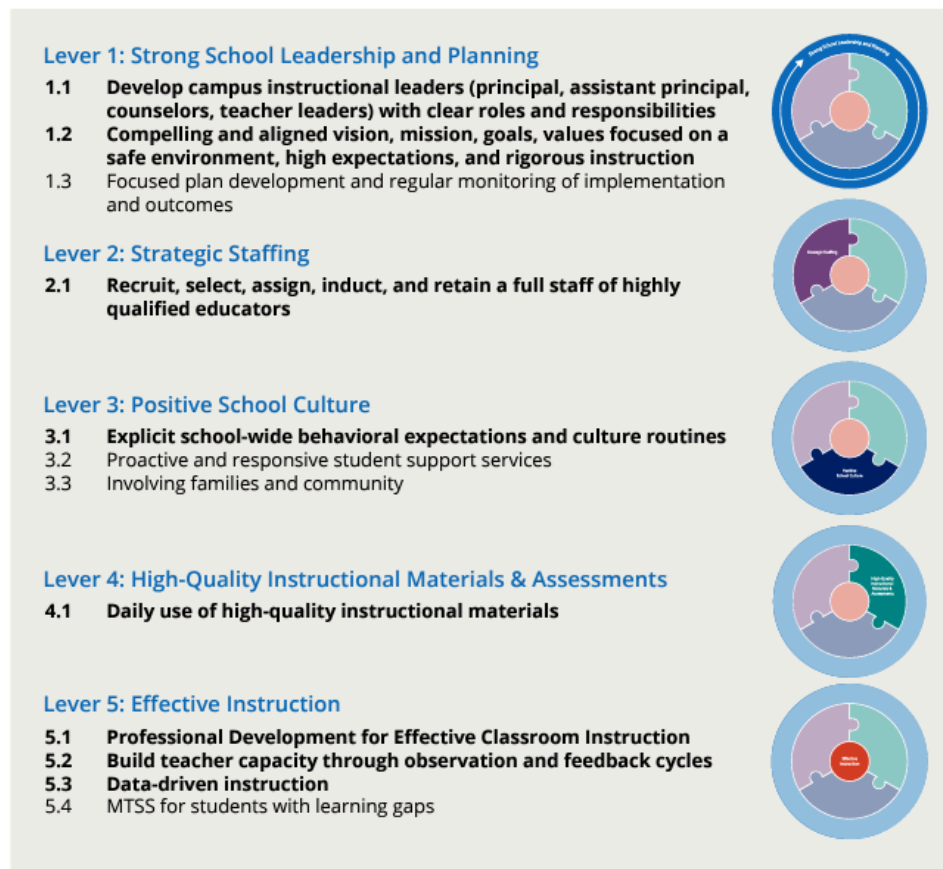 Lever 1: Strong School Leadership and Planning
Strong School Leadership and Planning
1.1 Develop campus instructional leaders (principal, assistant principal,
counselors, teacher leaders) with clear roles and responsibilities
1.2 Compelling and aligned vision, mission, goals, values focused on a
safe environment, high expectations, and rigorous instruction
1.3 Focused plan development and regular monitoring of implementation
and outcomes
Lever 2: Strategic Staffing
Strategic Staffing
2.1 Recruit, select, assign, induct, and retain a full staff of highly
qualified educators
Lever 3: Positive School Culture
3.1 Explicit school-wide behavioral expectations and culture routines
3.2 Proactive and responsive student support services
3.3 Involving families and community
Positive
School Culture
Lever 4: High-Quality Instructional Materials & Assessments
High-Quality
Instructional
Materials &
Assessments
4.1 Daily use of high-quality instructional materials
Lever 5: Effective Instruction
5.1 Professional Development for Effective Classroom Instruction
5.2 Build teacher capacity through observation and feedback cycles
Effective
Instruction
5.3 Data-driven instruction
5.4 MTSS for students with learning gaps